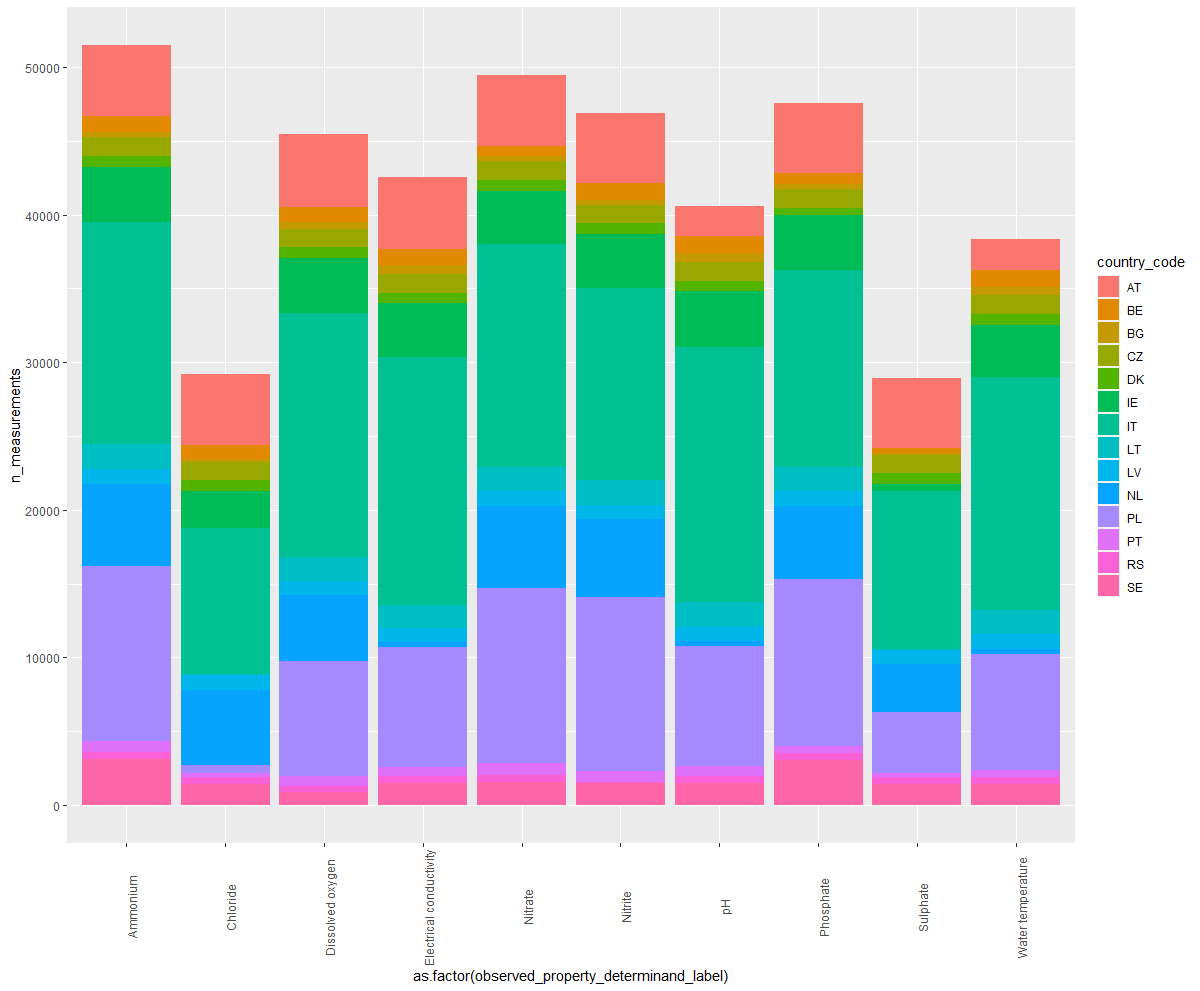 n_measurements
50000
40000
30000
20000
10000
0
Ammonium
Chloride
Dissolved oxygen
Electrical conductivity
Nitrate
Nitrite
pH
Phosphate
Sulphate
Water temperature
as.factor(observed_property_determinand_label)
country_code
AT
BE
BG
CZ
DK
IE
IT
LT
LV
NL
PL
PT
RS
SE